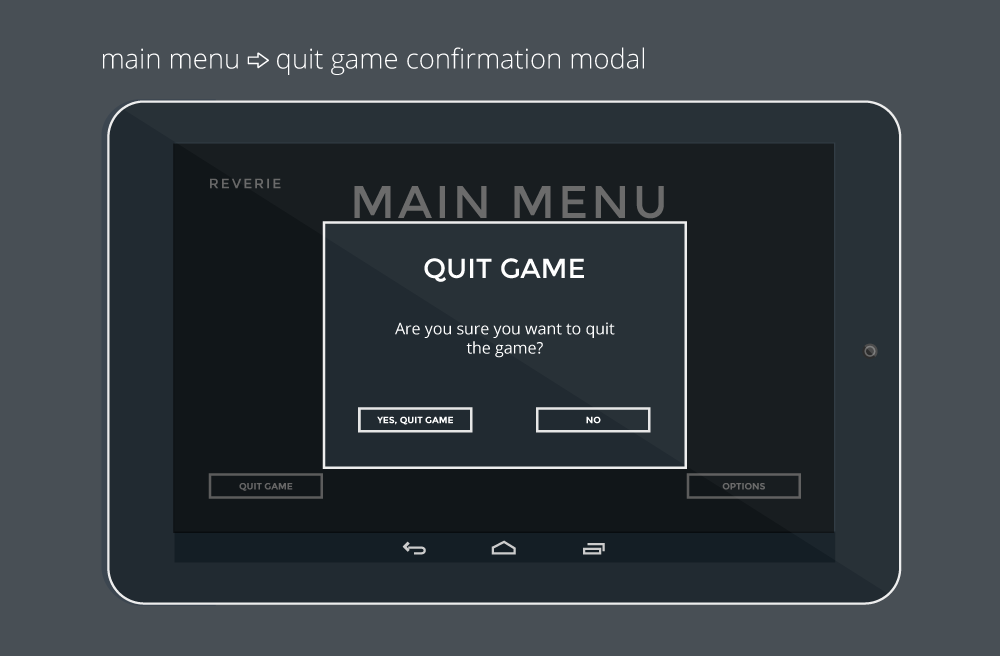 main menu ⇨ quit game confirmation modal
REVERIE
MAIN MENU
QUIT GAME
Are you sure you want to quit
the game?
YES, QUIT GAME
NO
QUIT GAME
OPTIONS